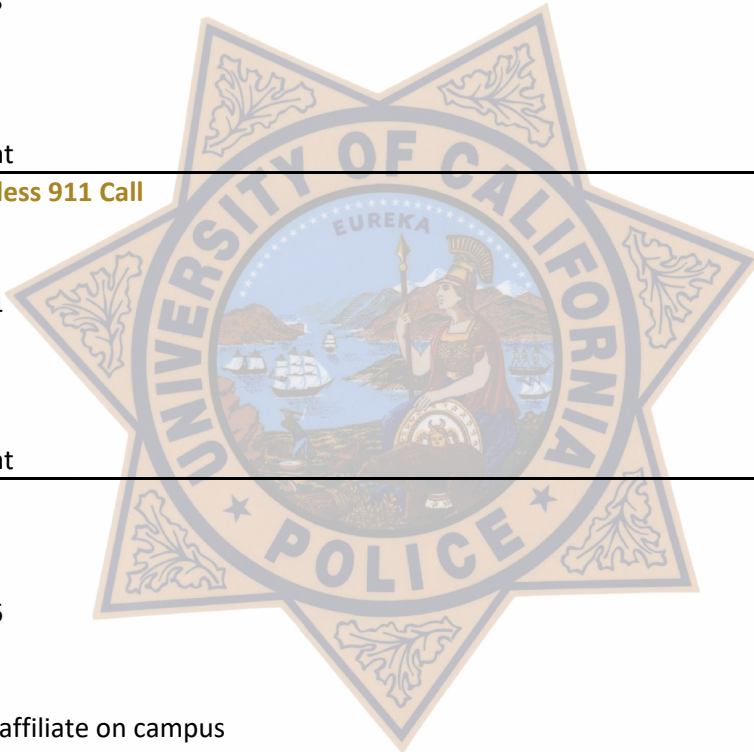 nt
less 911 Call
nt
affiliate on campus
UNIVERSITY OF CALIFORNIA
EUREKA
POLICE